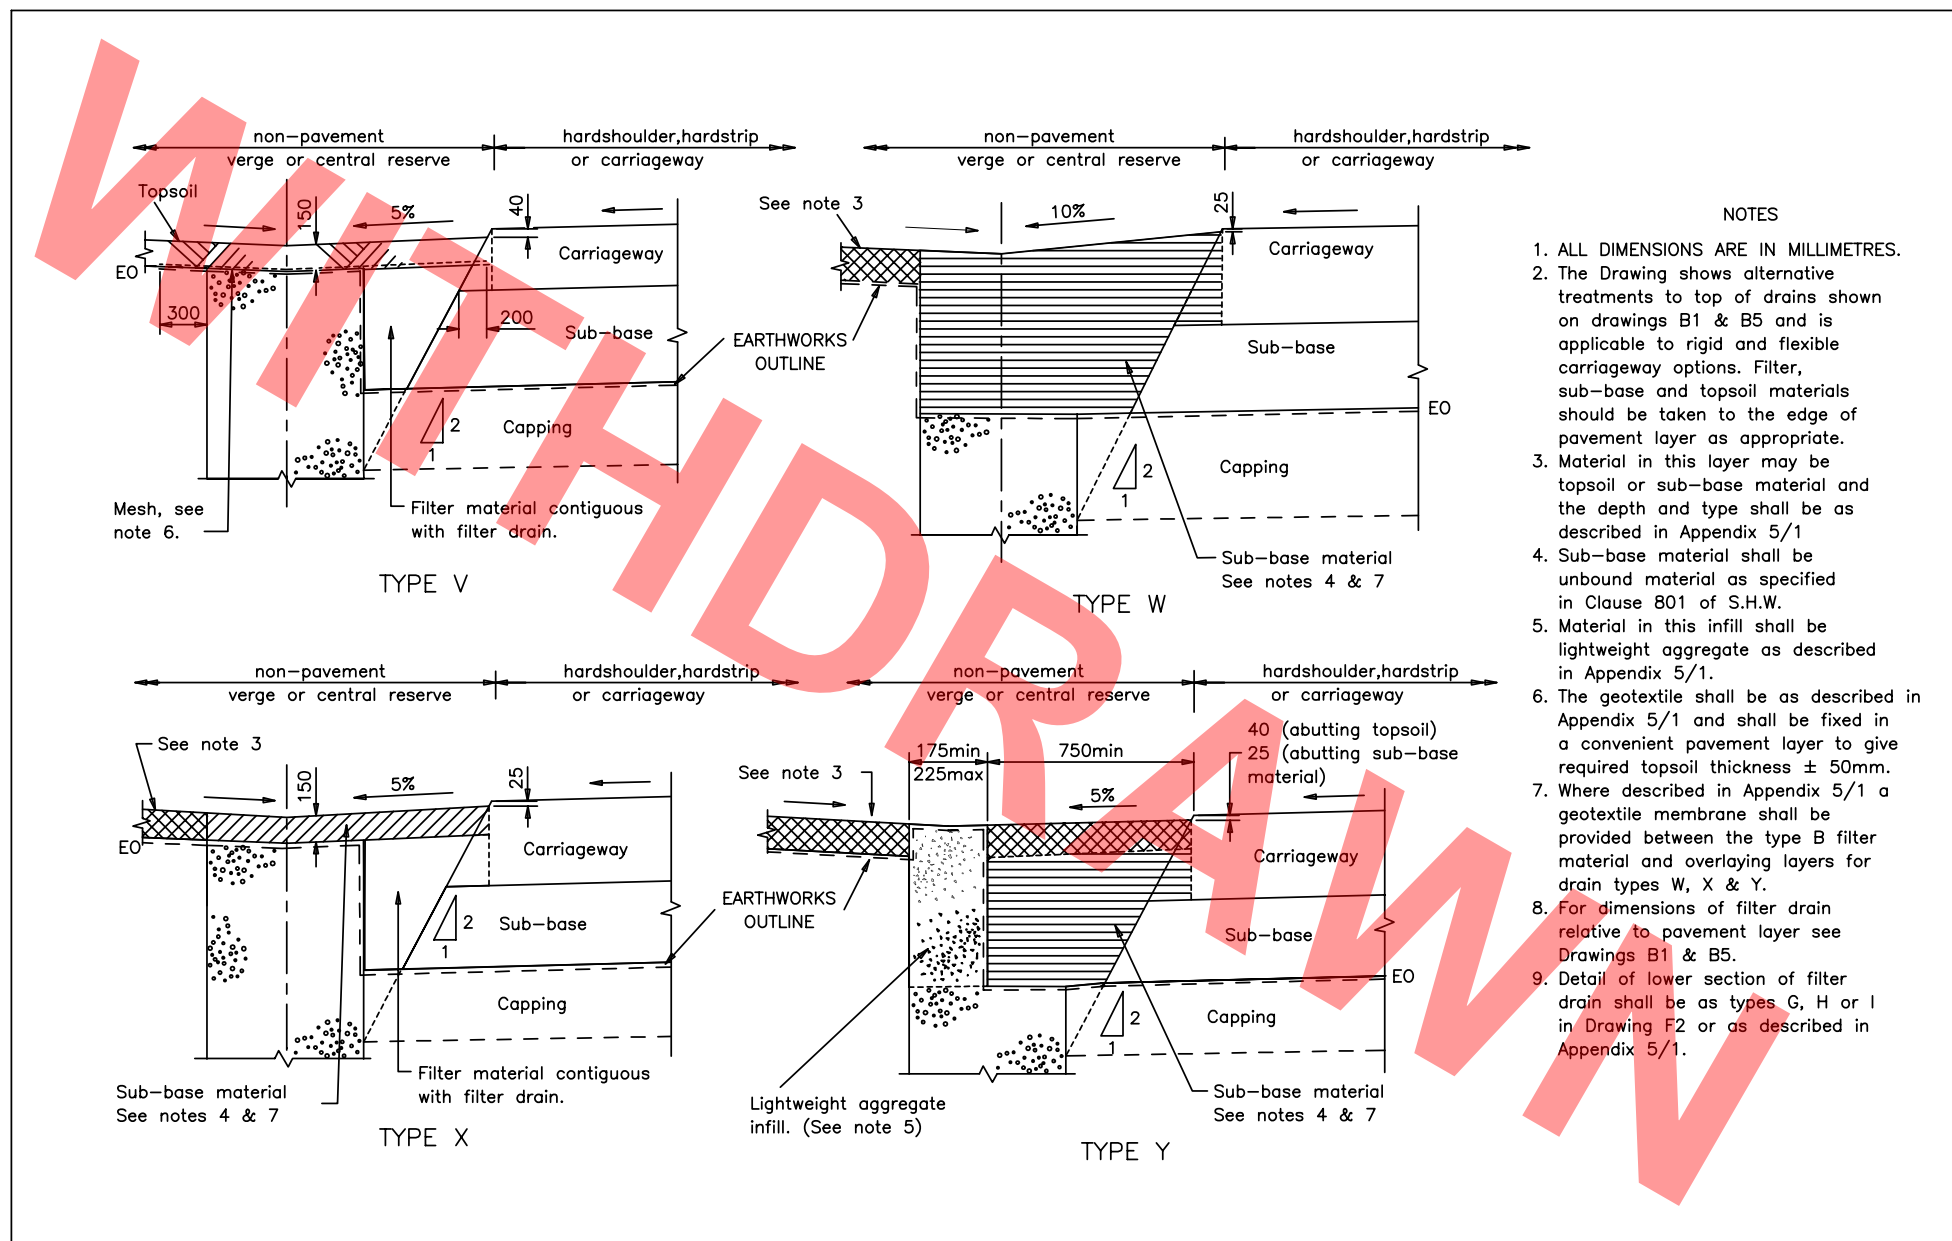 non-pavement
verge or central reserve
hardshoulder,hardstrip
or carriageway
Topsoil
150
5%
40
Carriageway
EO
300
200
Sub-base
EARTHWORKS
OUTLINE
2
1
Capping
Mesh, see
note 6.
Filter material contiguous
with filter drain.
TYPE V
non-pavement
verge or central reserve
hardshoulder,hardstrip
or carriageway
See note 3
10%
25
Carriageway
Sub-base
EO
2
1
Capping
Sub-base material
See notes 4 & 7
TYPE W
non-pavement
verge or central reserve
hardshoulder,hardstrip
or carriageway
See note 3
150
5%
25
EO
Carriageway
EARTHWORKS
OUTLINE
2
1
Sub-base
Capping
Sub-base material
See notes 4 & 7
Filter material contiguous
with filter drain.
TYPE X
non-pavement
verge or central reserve
hardshoulder,hardstrip
or carriageway
175min
225max
750min
40 (abutting topsoil)
25 (abutting sub-base
material)
See note 3
5%
Carriageway
Sub-base
EO
2
1
Capping
Lightweight aggregate
infill. (See note 5)
Sub-base material
See notes 4 & 7
TYPE Y
NOTES
1. ALL DIMENSIONS ARE IN MILLIMETRES.
2. The Drawing shows alternative
treatments to top of drains shown
on drawings B1 & B5 and is
applicable to rigid and flexible
carriageway options. Filter,
sub-base and topsoil materials
should be taken to the edge of
pavement layer as appropriate.
3. Material in this layer may be
topsoil or sub-base material and
the depth and type shall be as
described in Appendix 5/1
4. Sub-base material shall be
unbound material as specified
in Clause 801 of S.H.W.
5. Material in this infill shall be
lightweight aggregate as described
in Appendix 5/1.
6. The geotextile shall be as described in
Appendix 5/1 and shall be fixed in
a convenient pavement layer to give
required topsoil thickness ± 50mm.
7. Where described in Appendix 5/1 a
geotextile membrane shall be
provided between the type B filter
material and overlaying layers for
drain types W, X & Y.
8. For dimensions of filter drain
relative to pavement layer see
Drawings B1 & B5.
9. Detail of lower section of filter
drain shall be as types G, H or I
in Drawing F2 or as described in
Appendix 5/1.
WITHDRAWN